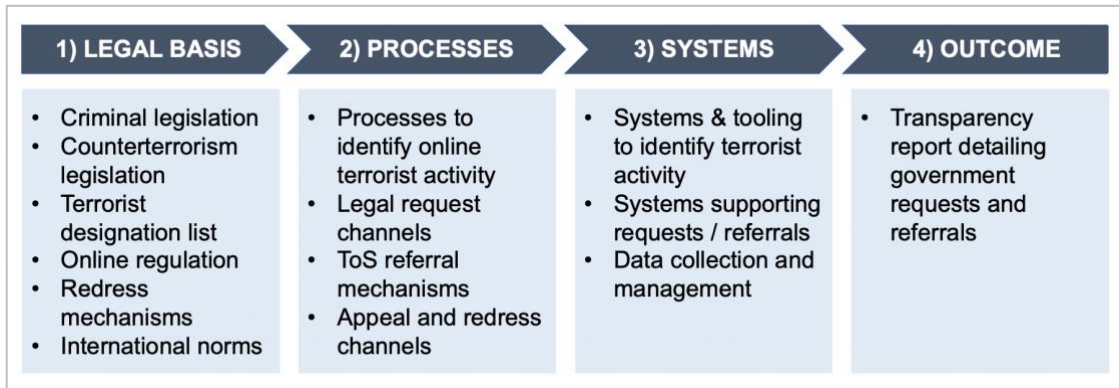 1) LEGAL BASIS
• Criminal legislation
• Counterterrorism
legislation
• Terrorist
designation list
• Online regulation
• Redress
mechanisms
• International norms
2) PROCESSES
• Processes to
identify online
terrorist activity
• Legal request
channels
• ToS referral
mechanisms
• Appeal and redress
channels
3) SYSTEMS
• Systems & tooling
to identify terrorist
activity
• Systems supporting
requests / referrals
• Data collection and
management
4) OUTCOME
• Transparency
report detailing
government
requests and
referrals